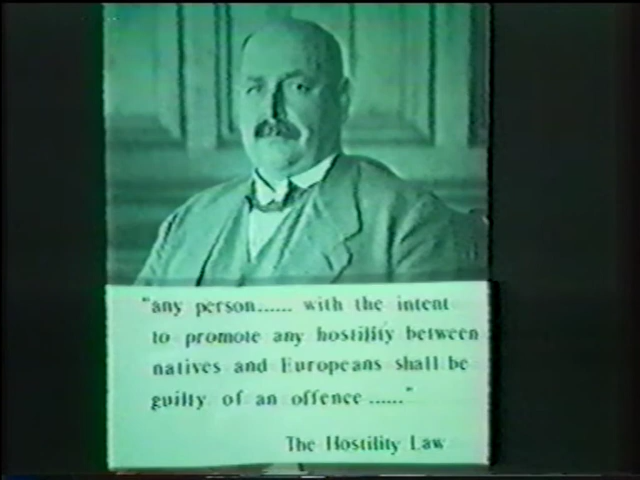 "any person...... with the intent
to promote any hostility between
natives and Europeans shall be
guilty of an offence ......"
The Hostility Law